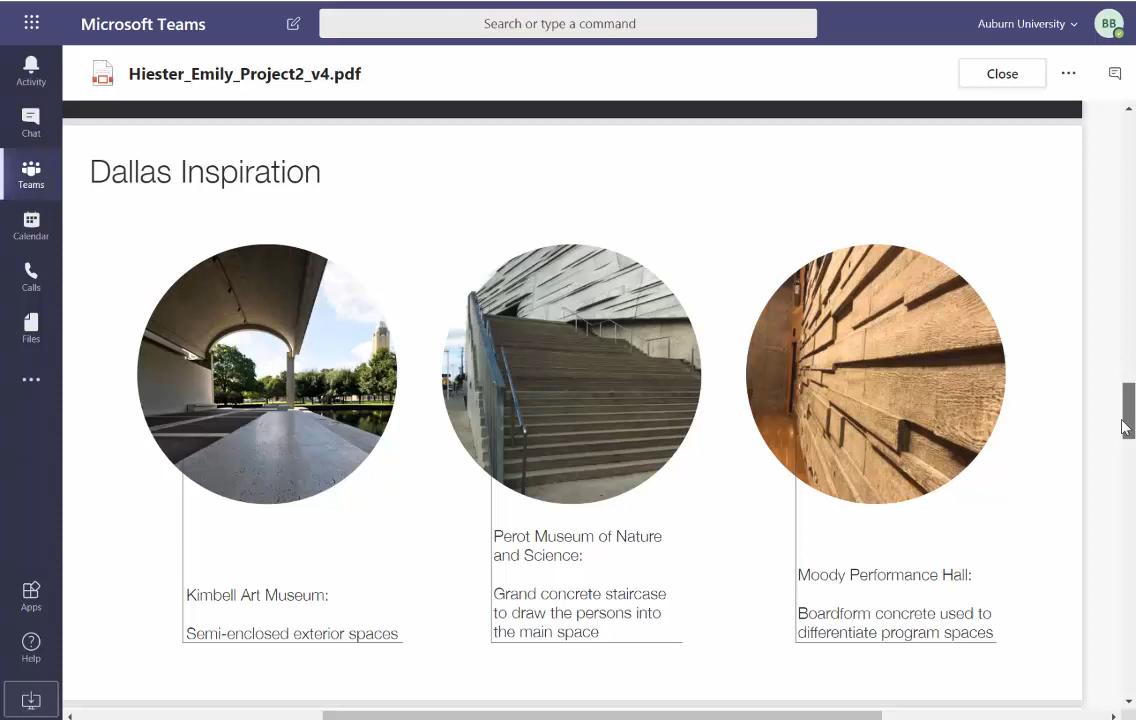 Microsoft Teams
Search or type a command
Auburn University
BB
Activity
Chat
Teams
Calendar
Calls
Files
Apps
Help
Hiester_Emily_Project2_v4.pdf
Close
Dallas Inspiration
Kimbell Art Museum:
Semi-enclosed exterior spaces
Perot Museum of Nature
and Science:
Grand concrete staircase
to draw the persons into
the main space
Moody Performance Hall:
Boardform concrete used to
differentiate program spaces